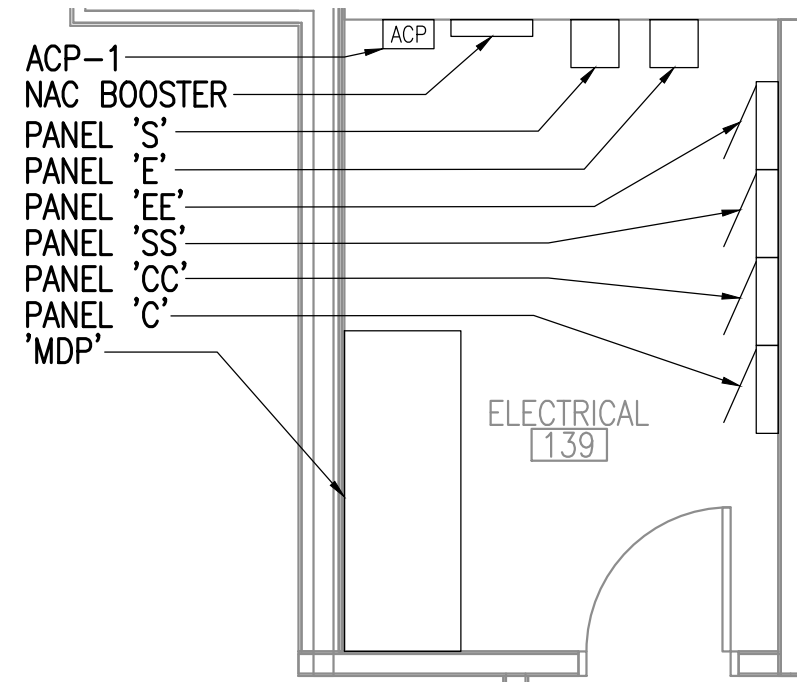 ACP
ACP-1
NAC BOOSTER
PANEL 'S'
PANEL 'E'
PANEL 'EE'
PANEL 'SS'
PANEL 'CC'
PANEL 'C'
'MDP'
ELECTRICAL
139